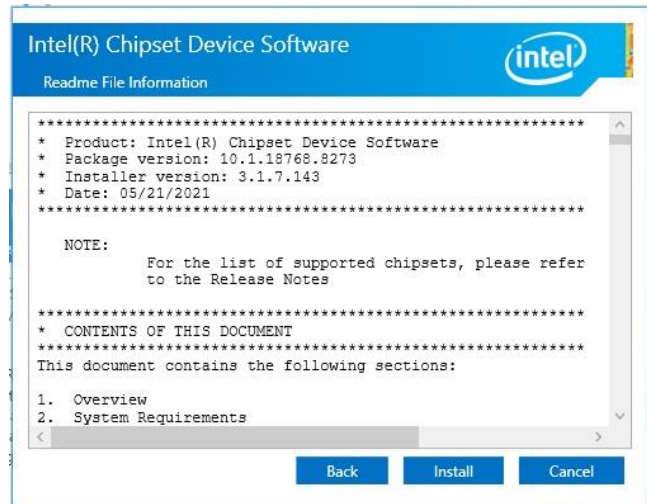 Intel(R) Chipset Device Software
intel
Readme File Information
************************************************************
* Product: Intel(R) Chipset Device Software
* Package version: 10.1.18768.8273
* Installer version: 3.1.7.143
* Date: 05/21/2021
************************************************************
NOTE:
For the list of supported chipsets, please refer
to the Release Notes
************************************************************
* CONTENTS OF THIS DOCUMENT
************************************************************
This document contains the following sections:
1. Overview
2. System Requirements
Back Install Cancel